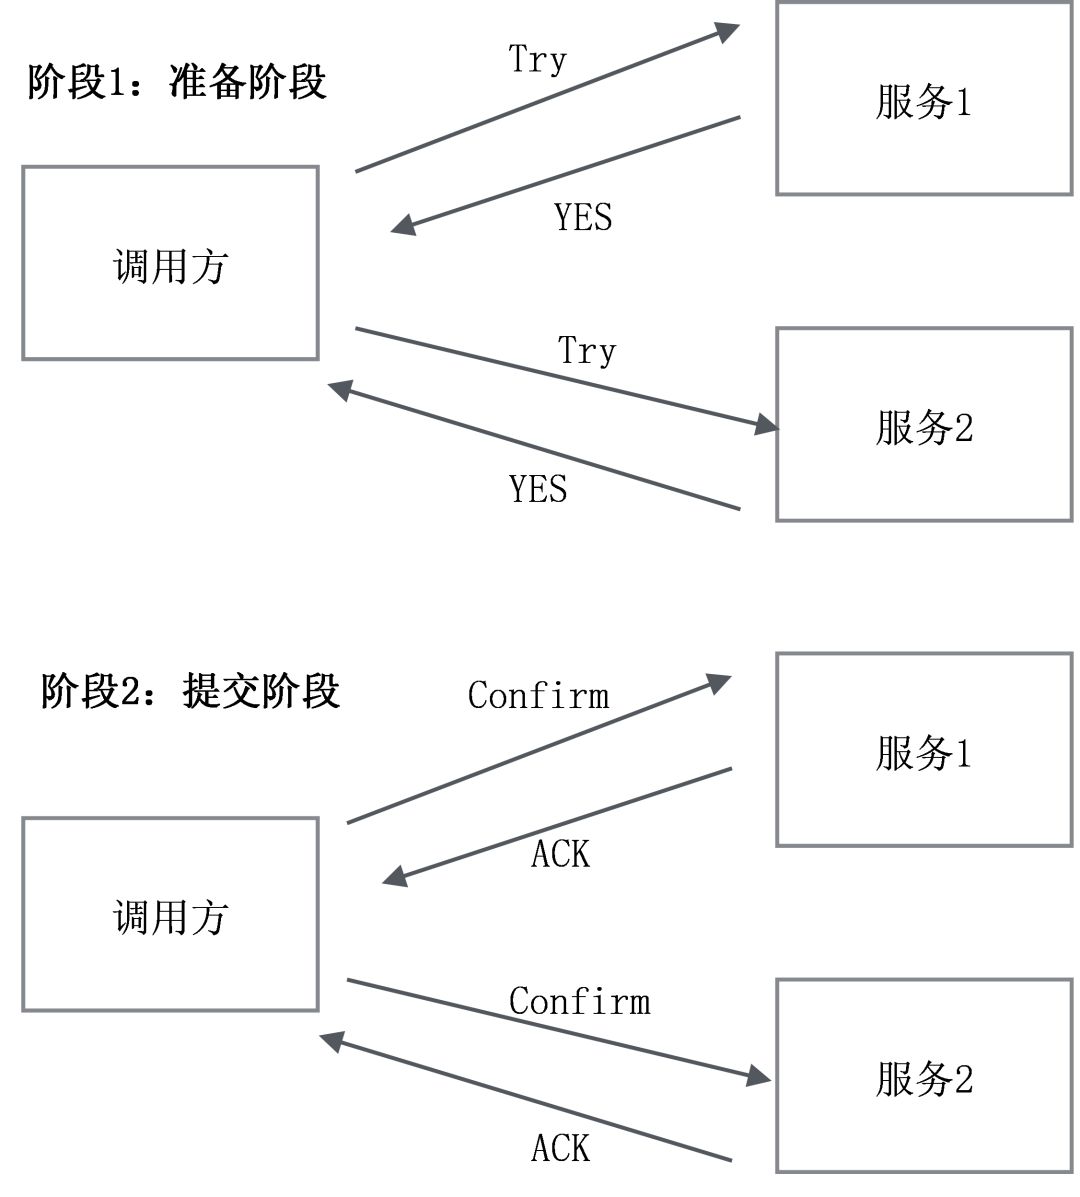 阶段1：准备阶段
Try
服务1
YES
调用方
Try
服务2
YES
阶段2：提交阶段
Confirm
服务1
ACK
调用方
Confirm
服务2
ACK